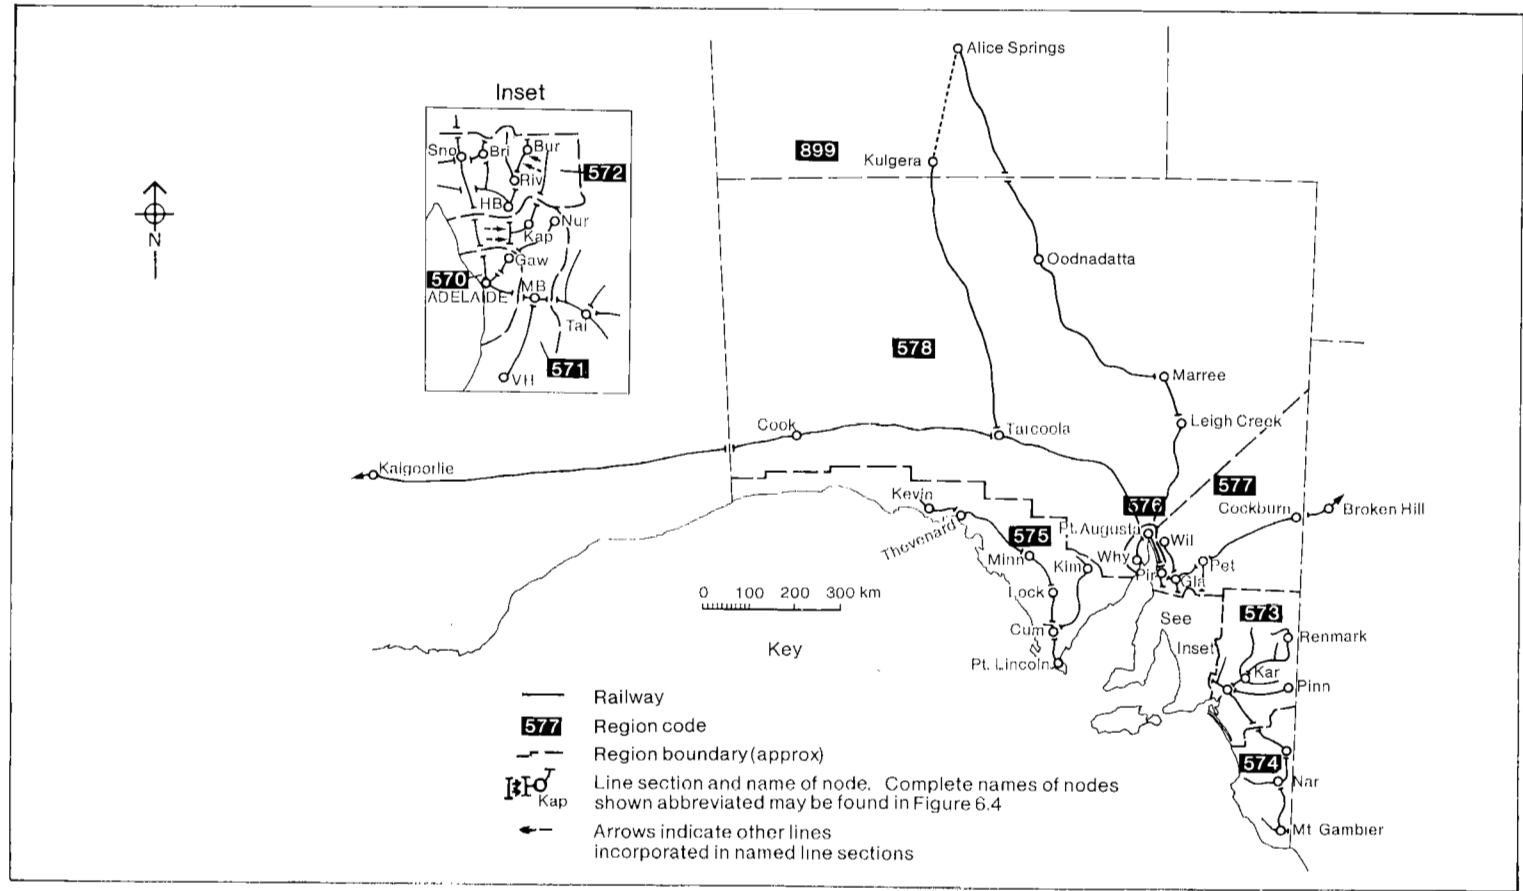 Inset
Sno
Bri
Bur
572
Riv
HB
Nur
Kap
Gaw
570
MB
ADELAIDE
Tai
571
VH
N
Alice Springs
899
Kulgera
Oodnadatta
578
Marree
Cook
Tarcoola
Leigh Creek
Kalgoorlie
577
Kevin
576
Cockburn
Broken Hill
Thevenard
575
Pt. Augusta
Wil
Minn
Kim
Why
Pir
Gla
Pet
Lock
0 100 200 300 km
See
Inset
573
Cum
Renmark
Key
Pt. Lincoln
Kar
Pinn
574
Nar
Mt Gambier
Railway
577
Region code
Region boundary (approx)
Kap
Line section and name of node. Complete names of nodes
shown abbreviated may be found in Figure 6.4
Arrows indicate other lines
incorporated in named line sections